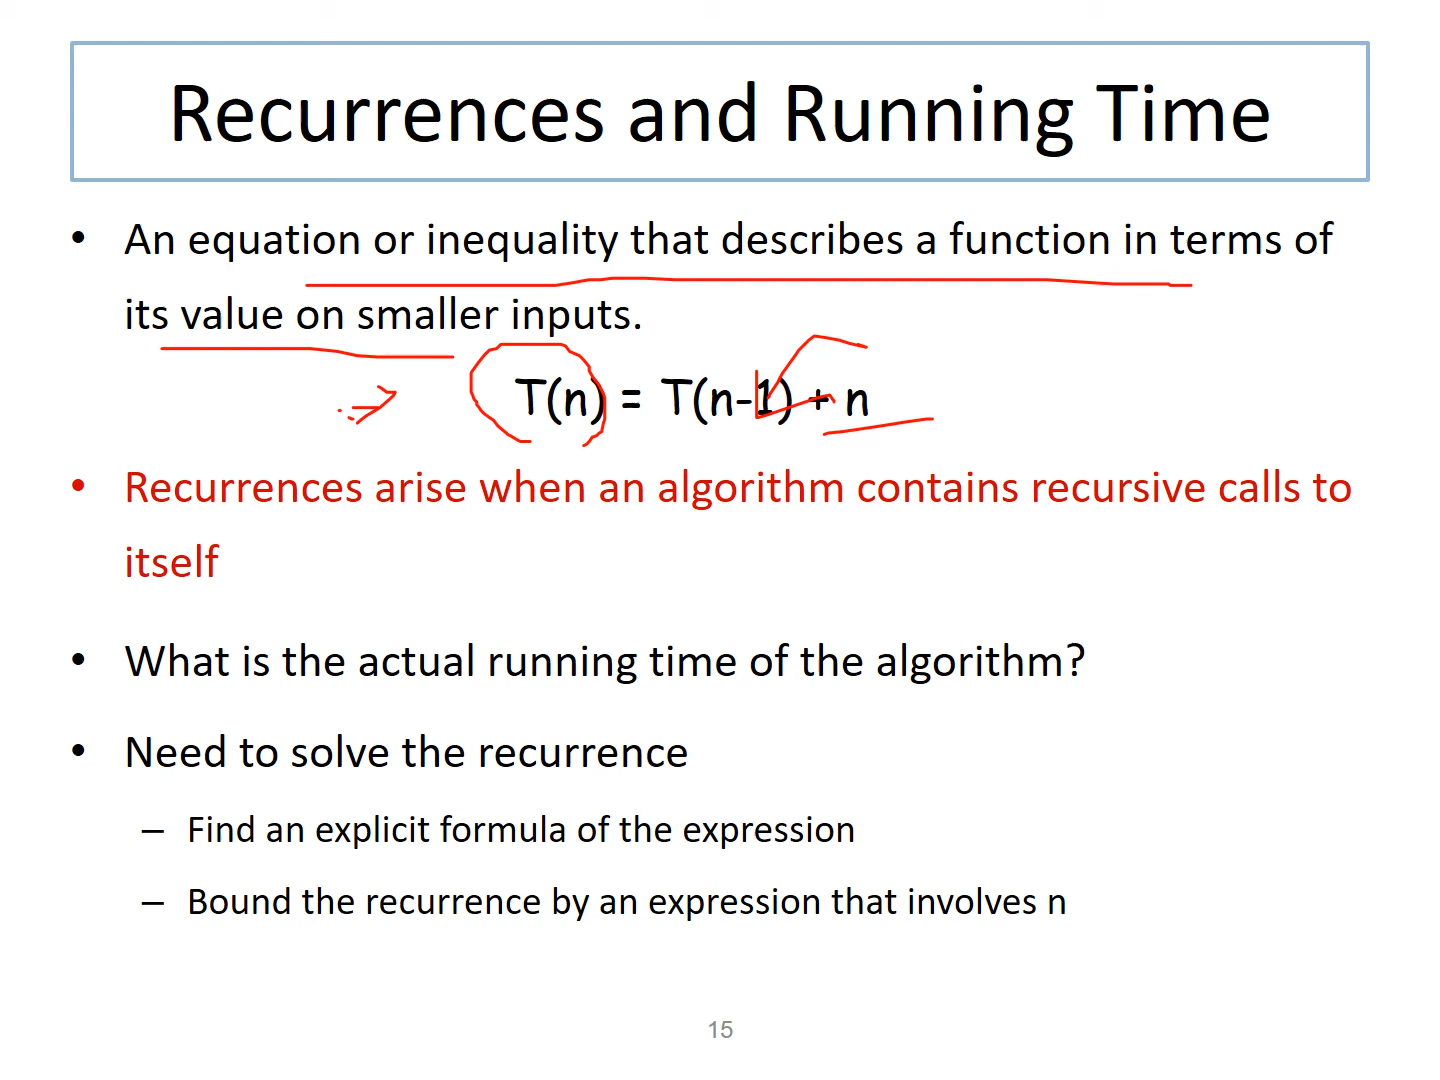 Recurrences and Running Time
• An equation or inequality that describes a function in terms of
its value on smaller inputs.
T(n) = T(n-1) + n
• Recurrences arise when an algorithm contains recursive calls to
itself
• What is the actual running time of the algorithm?
• Need to solve the recurrence
– Find an explicit formula of the expression
– Bound the recurrence by an expression that involves n
15